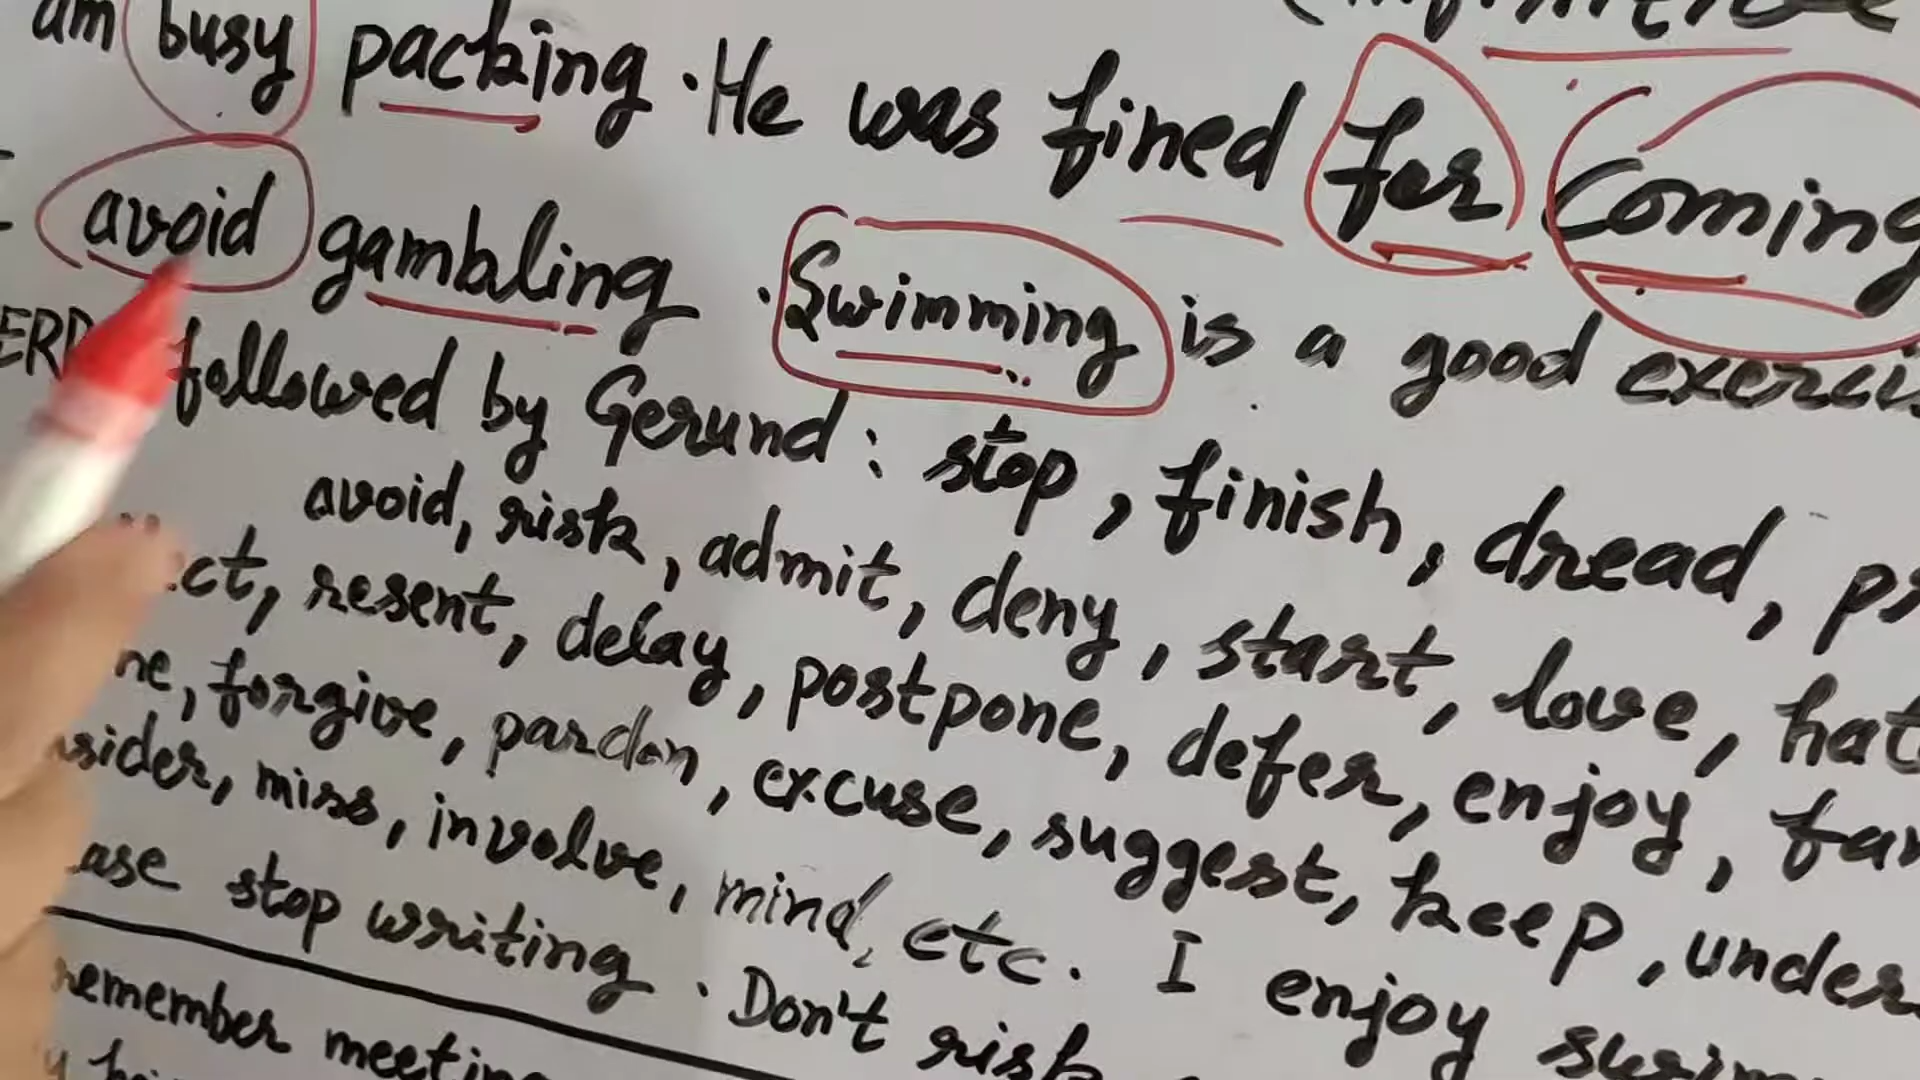 am busy packing. He was fined for Coming
avoid gambling. Swimming is a good
followed by Gerund: stop, finish, dread,
avoid, risk, admit, deny, start, love,
resent, delay, postpone, defer, enjoy,
forgive, pardon, excuse, suggest, keep,
miss, involve, mind, etc. I enjoy
stop writing. Don't risk
remember